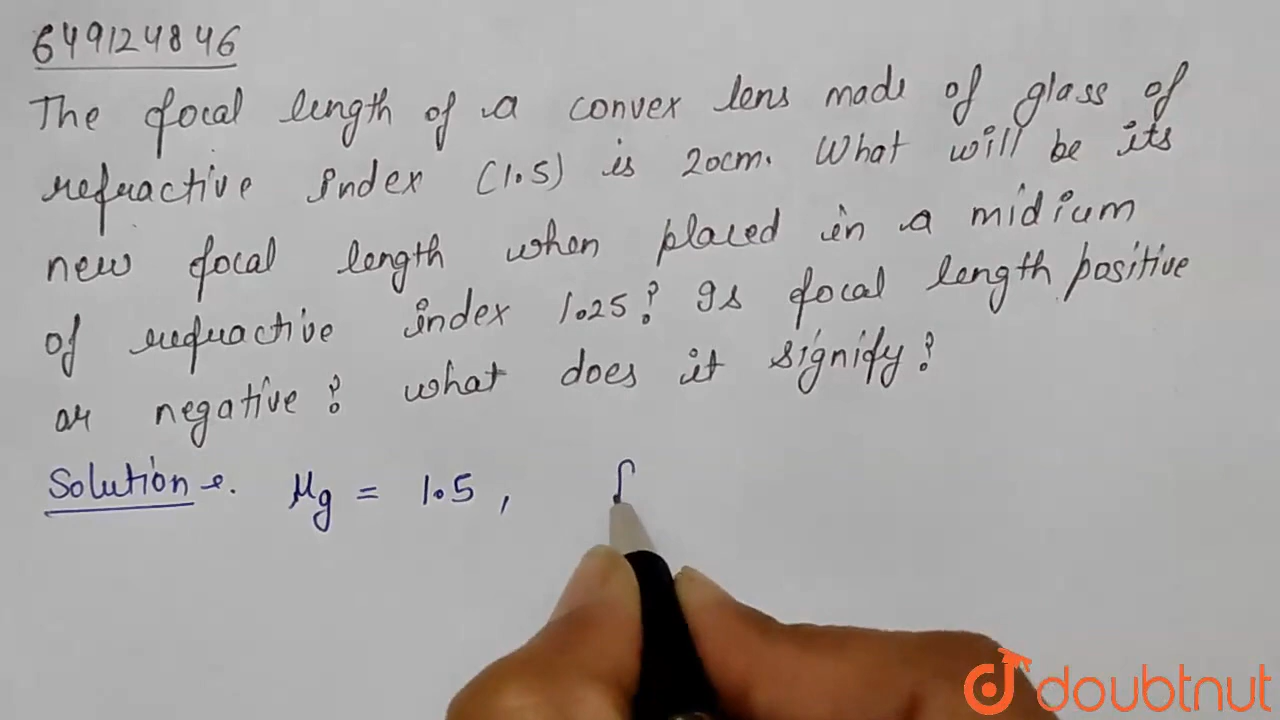 649124846
The focal length of a convex lens made of glass of
refractive index (1.5) is 20cm. What will be its
new focal length when placed in a midium
of refractive index 1.25? Is focal length positive
or negative? what does it signify?
Solution :- μg = 1.5 , f
doubtnut